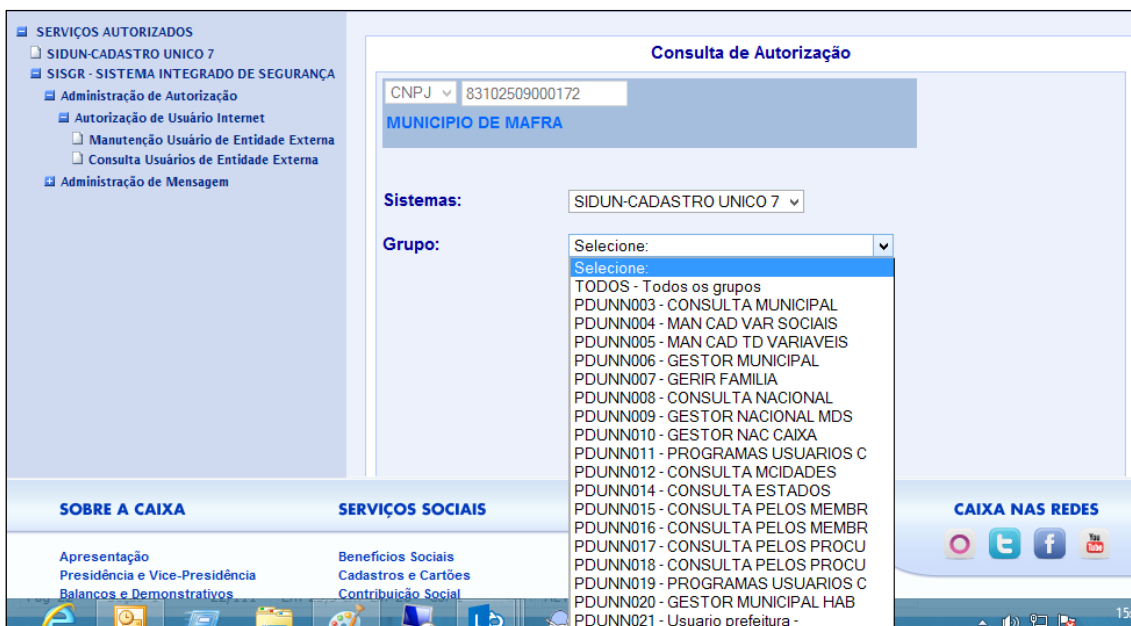 SERVIÇOS AUTORIZADOS
SIDUN-CADASTRO UNICO 7
SISGR - SISTEMA INTEGRADO DE SEGURANÇA
Administração de Autorização
Autorização de Usuário Internet
Manutenção Usuário de Entidade Externa
Consulta Usuários de Entidade Externa
Administração de Mensagem
Consulta de Autorização
CNPJ 83102509000172
MUNICIPIO DE MAFRA
Sistemas: SIDUN-CADASTRO UNICO 7
Grupo: Selecione:
Selecione:
TODOS - Todos os grupos
PDUNN003 - CONSULTA MUNICIPAL
PDUNN004 - MAN CAD VAR SOCIAIS
PDUNN005 - MAN CAD TD VARIAVEIS
PDUNN006 - GESTOR MUNICIPAL
PDUNN007 - GERIR FAMILIA
PDUNN008 - CONSULTA NACIONAL
PDUNN009 - GESTOR NACIONAL MDS
PDUNN010 - GESTOR NAC CAIXA
PDUNN011 - PROGRAMAS USUARIOS C
PDUNN012 - CONSULTA MCIDADES
PDUNN014 - CONSULTA ESTADOS
PDUNN015 - CONSULTA PELOS MEMBR
PDUNN016 - CONSULTA PELOS MEMBR
PDUNN017 - CONSULTA PELOS PROCU
PDUNN018 - CONSULTA PELOS PROCU
PDUNN019 - PROGRAMAS USUARIOS C
PDUNN020 - GESTOR MUNICIPAL HAB
PDUNN021 - Usuario prefeitura -
SOBRE A CAIXA
Apresentação
Presidência e Vice-Presidência
Balanços e Demonstrativos
SERVIÇOS SOCIAIS
Benefícios Sociais
Cadastros e Cartões
Contribuição Social
CAIXA NAS REDES
You Tube
15: